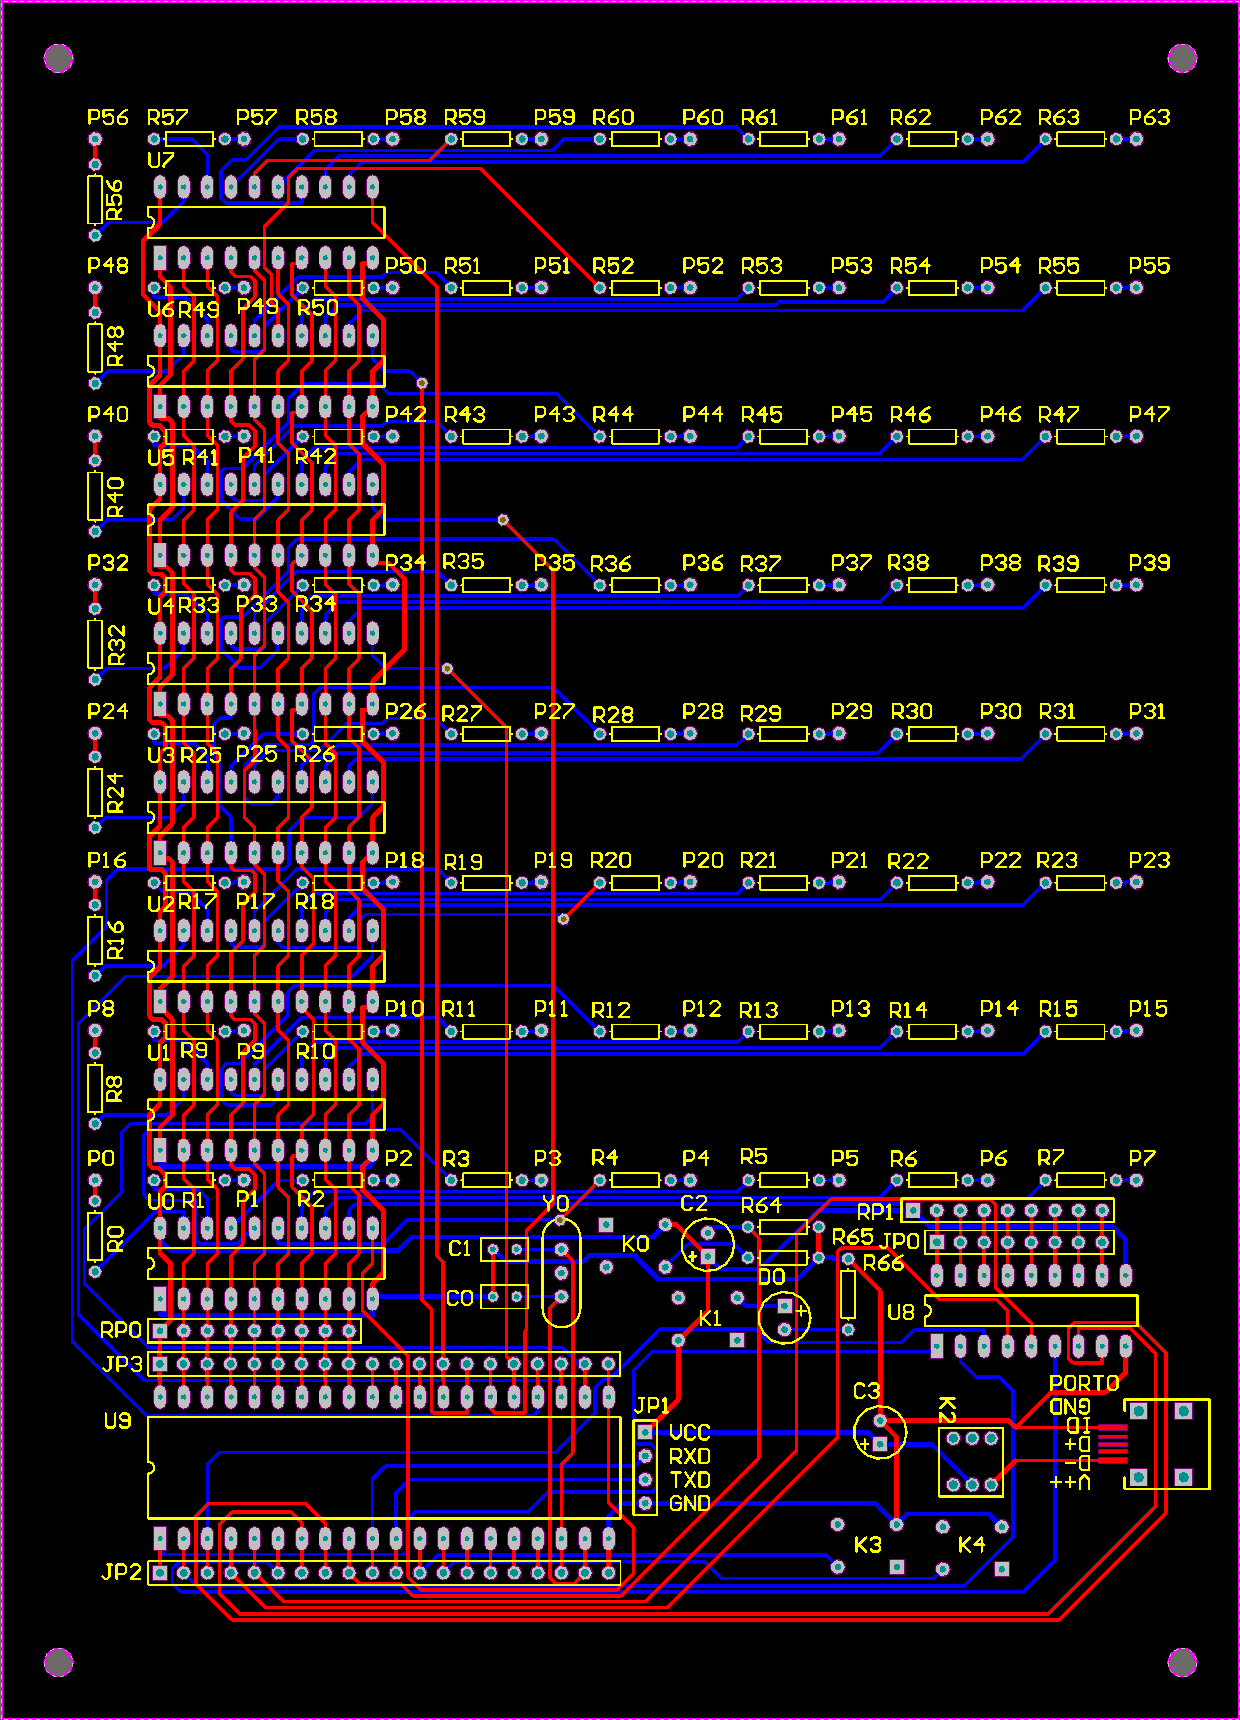 P56 R57 P57 R58 P58 R59 P59 R60 P60 R61 P61 R62 P62 R63 P63
U7
R56
P48 P50 R51 P51 R52 P52 R53 P53 R54 P54 R55 P55
U6 R49 P49 R50
R48
P40 P42 R43 P43 R44 P44 R45 P45 R46 P46 R47 P47
U5 R41 P41 R42
R40
P32 P34 R35 P35 R36 P36 R37 P37 R38 P38 R39 P39
U4 R33 P33 R34
R32
P24 P26 R27 P27 R28 P28 R29 P29 R30 P30 R31 P31
U3 R25 P25 R26
R24
P16 P18 R19 P19 R20 P20 R21 P21 R22 P22 R23 P23
U2 R17 P17 R18
R16
P8 P10 R11 P11 R12 P12 R13 P13 R14 P14 R15 P15
U1 R9 P9 R10
R8
P0 P2 R3 P3 R4 P4 R5 P5 R6 P6 R7 P7
U0 R1 P1 R2 Y0 C2 R64 RP1
R0 C1 K0 + R65 JP0
R66
D0
C0 K1 + U8
RP0
JP3
PORT0
C3 K2
U9 JP1 GND
VCC ID
RXD + D+
TXD D-
GND V++
K3 K4
JP2